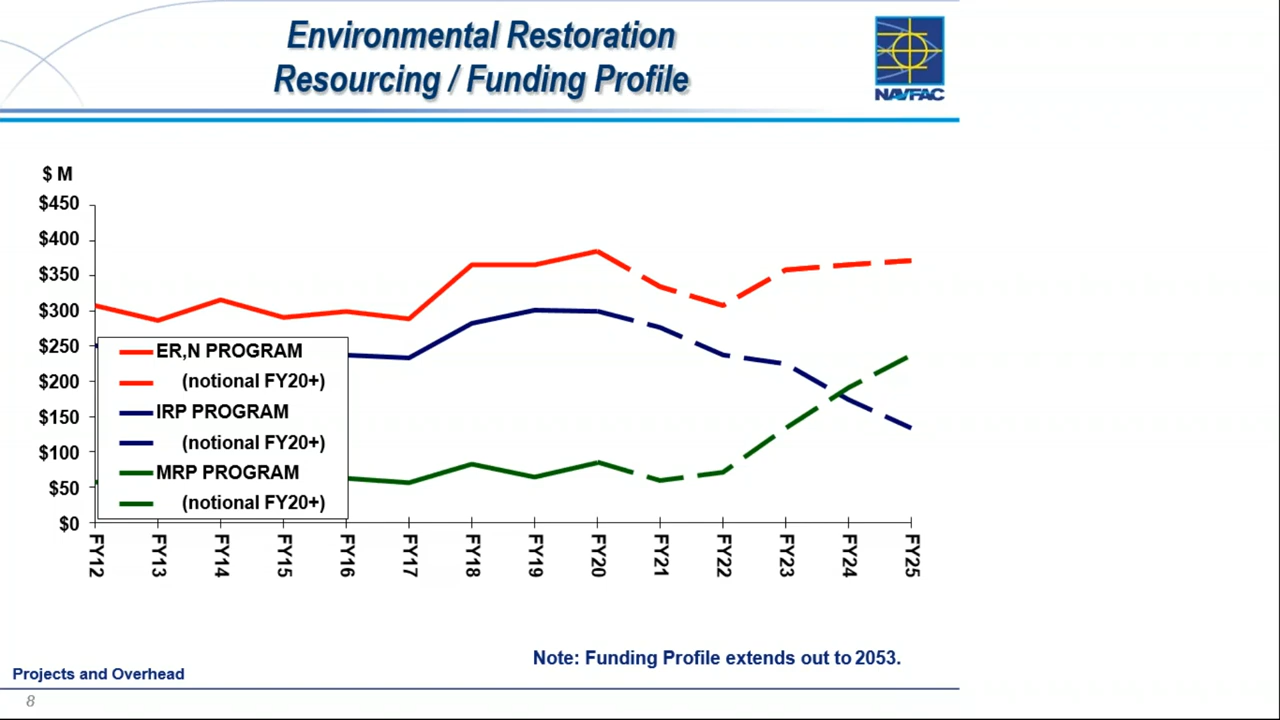 Environmental Restoration
Resourcing / Funding Profile
NAVFAC
$ M
$450
$400
$350
$300
$250
$200
$150
$100
$50
$0
ER,N PROGRAM
(notional FY20+)
IRP PROGRAM
(notional FY20+)
MRP PROGRAM
(notional FY20+)
FY12
FY13
FY14
FY15
FY16
FY17
FY18
FY19
FY20
FY21
FY22
FY23
FY24
FY25
Note: Funding Profile extends out to 2053.
Projects and Overhead
8